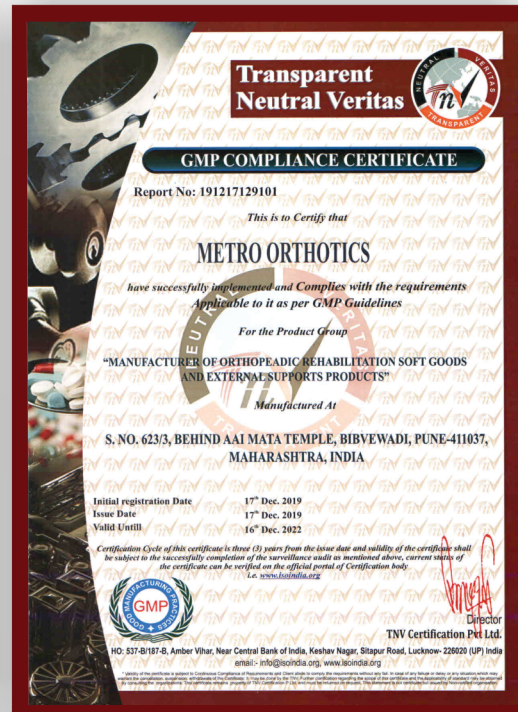 Transparent
Neutral Veritas
NEUTRAL VERITAS
TRANSPARENT
TNV
GMP COMPLIANCE CERTIFICATE
Report No: 191217129101
This is to Certify that
METRO ORTHOTICS
have successfully implemented and Complies with the requirements
Applicable to it as per GMP Guidelines
For the Product Group
“MANUFACTURER OF ORTHOPEADIC REHABILITATION SOFT GOODS
AND EXTERNAL SUPPORTS PRODUCTS”
Manufactured At
S. NO. 623/3, BEHIND AAI MATA TEMPLE, BIBVEWADI, PUNE-411037,
MAHARASHTRA, INDIA
Initial registration Date 17th Dec. 2019
Issue Date 17th Dec. 2019
Valid Untill 16th Dec. 2022
Certification Cycle of this certificate is three (3) years from the issue date and validity of the certificate shall
be subject to the successfully completion of the surveillance audit as mentioned above, current status of
the certificate can be verified on the official portal of Certification body
i.e. www.isoindia.org
GOOD MANUFACTURING PRACTICES
GMP
Director
TNV Certification Pvt Ltd.
HO: 537-B/187-B, Amber Vihar, Near Central Bank of India, Keshav Nagar, Sitapur Road, Lucknow- 226020 (UP) India
email:- info@isoindia.org, www.isoindia.org